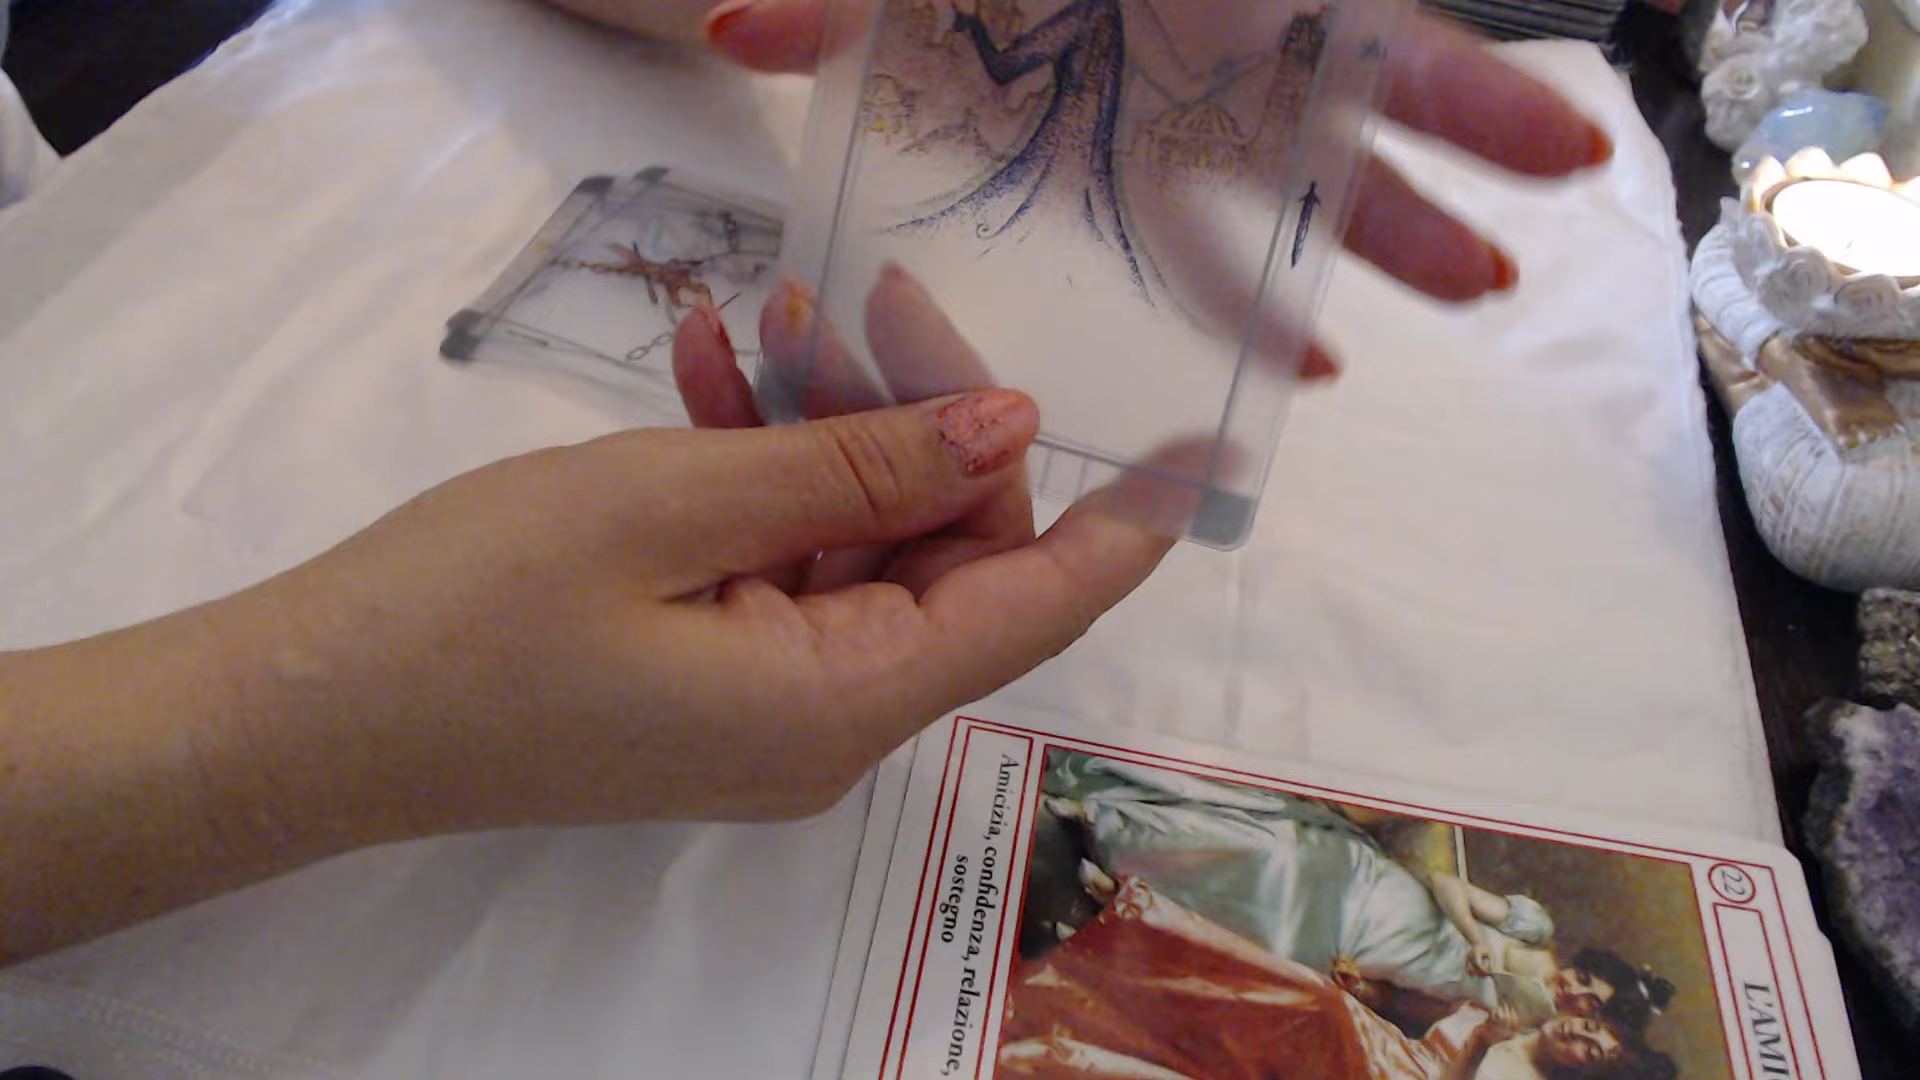 22
L'AMI
Amicizia, confidenza, relazione,
sostegno